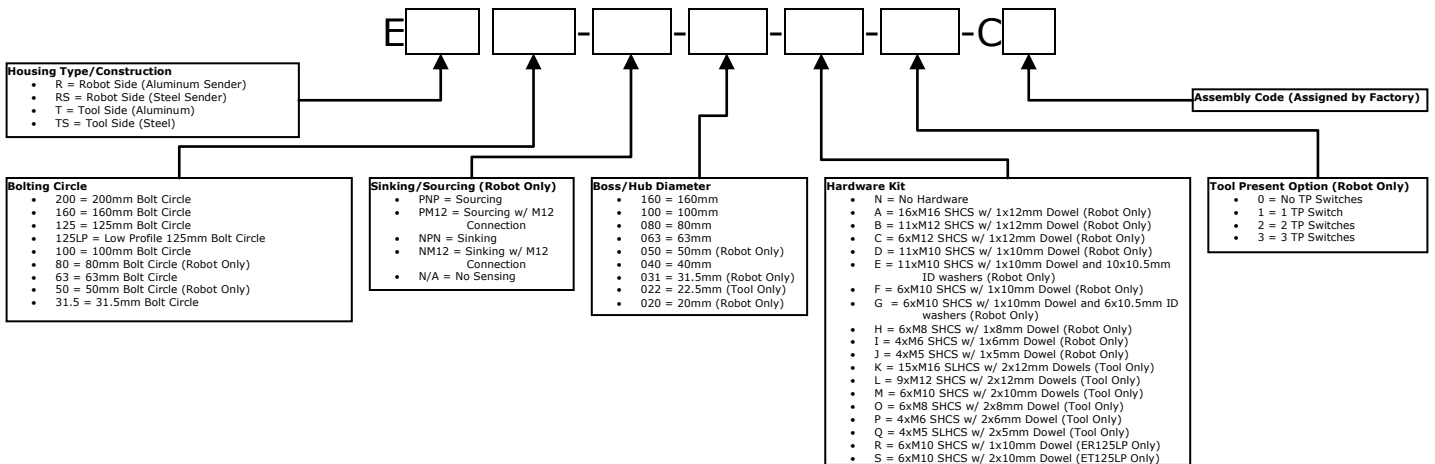 E - - - - -C
Housing Type/Construction
• R = Robot Side (Aluminum Sender)
• RS = Robot Side (Steel Sender)
• T = Tool Side (Aluminum)
• TS = Tool Side (Steel)
Assembly Code (Assigned by Factory)
Bolting Circle
• 200 = 200mm Bolt Circle
• 160 = 160mm Bolt Circle
• 125 = 125mm Bolt Circle
• 125LP = Low Profile 125mm Bolt Circle
• 100 = 100mm Bolt Circle
• 80 = 80mm Bolt Circle (Robot Only)
• 63 = 63mm Bolt Circle
• 50 = 50mm Bolt Circle (Robot Only)
• 31.5 = 31.5mm Bolt Circle
Sinking/Sourcing (Robot Only)
• PNP = Sourcing
• PM12 = Sourcing w/ M12
Connection
• NPN = Sinking
• NM12 = Sinking w/ M12
Connection
• N/A = No Sensing
Boss/Hub Diameter
• 160 = 160mm
• 100 = 100mm
• 080 = 80mm
• 063 = 63mm
• 050 = 50mm (Robot Only)
• 040 = 40mm
• 031 = 31.5mm (Robot Only)
• 022 = 22.5mm (Tool Only)
• 020 = 20mm (Robot Only)
Hardware Kit
• N = No Hardware
• A = 16xM16 SHCS w/ 1x12mm Dowel (Robot Only)
• B = 11xM12 SHCS w/ 1x12mm Dowel (Robot Only)
• C = 6xM12 SHCS w/ 1x12mm Dowel (Robot Only)
• D = 11xM10 SHCS w/ 1x10mm Dowel (Robot Only)
• E = 11xM10 SHCS w/ 1x10mm Dowel and 10x10.5mm
ID washers (Robot Only)
• F = 6xM10 SHCS w/ 1x10mm Dowel (Robot Only)
• G = 6xM10 SHCS w/ 1x10mm Dowel and 6x10.5mm ID
washers (Robot Only)
• H = 6xM8 SHCS w/ 1x8mm Dowel (Robot Only)
• I = 4xM6 SHCS w/ 1x6mm Dowel (Robot Only)
• J = 4xM5 SHCS w/ 1x5mm Dowel (Robot Only)
• K = 15xM16 SLHCS w/ 2x12mm Dowels (Tool Only)
• L = 9xM12 SHCS w/ 2x12mm Dowels (Tool Only)
• M = 6xM10 SHCS w/ 2x10mm Dowels (Tool Only)
• O = 6xM8 SHCS w/ 2x8mm Dowel (Tool Only)
• P = 4xM6 SHCS w/ 2x6mm Dowel (Tool Only)
• Q = 4xM5 SLHCS w/ 2x5mm Dowel (Tool Only)
• R = 6xM10 SHCS w/ 1x10mm Dowel (ER125LP Only)
• S = 6xM10 SHCS w/ 2x10mm Dowel (ET125LP Only)
Tool Present Option (Robot Only)
• 0 = No TP Switches
• 1 = 1 TP Switch
• 2 = 2 TP Switches
• 3 = 3 TP Switches